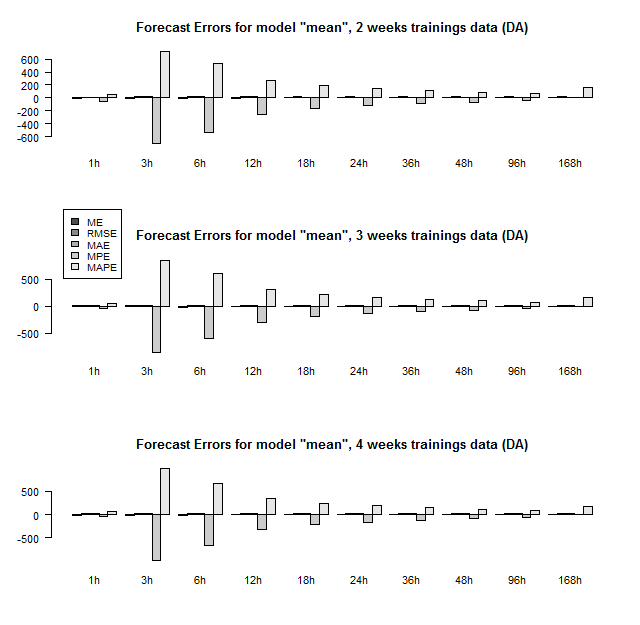 Forecast Errors for model "mean", 2 weeks trainings data (DA)
600
400
200
0
-200
-400
-600
1h 3h 6h 12h 18h 24h 36h 48h 96h 168h
ME
RMSE
MAE
MPE
MAPE
Forecast Errors for model "mean", 3 weeks trainings data (DA)
500
0
-500
1h 3h 6h 12h 18h 24h 36h 48h 96h 168h
Forecast Errors for model "mean", 4 weeks trainings data (DA)
500
0
-500
1h 3h 6h 12h 18h 24h 36h 48h 96h 168h